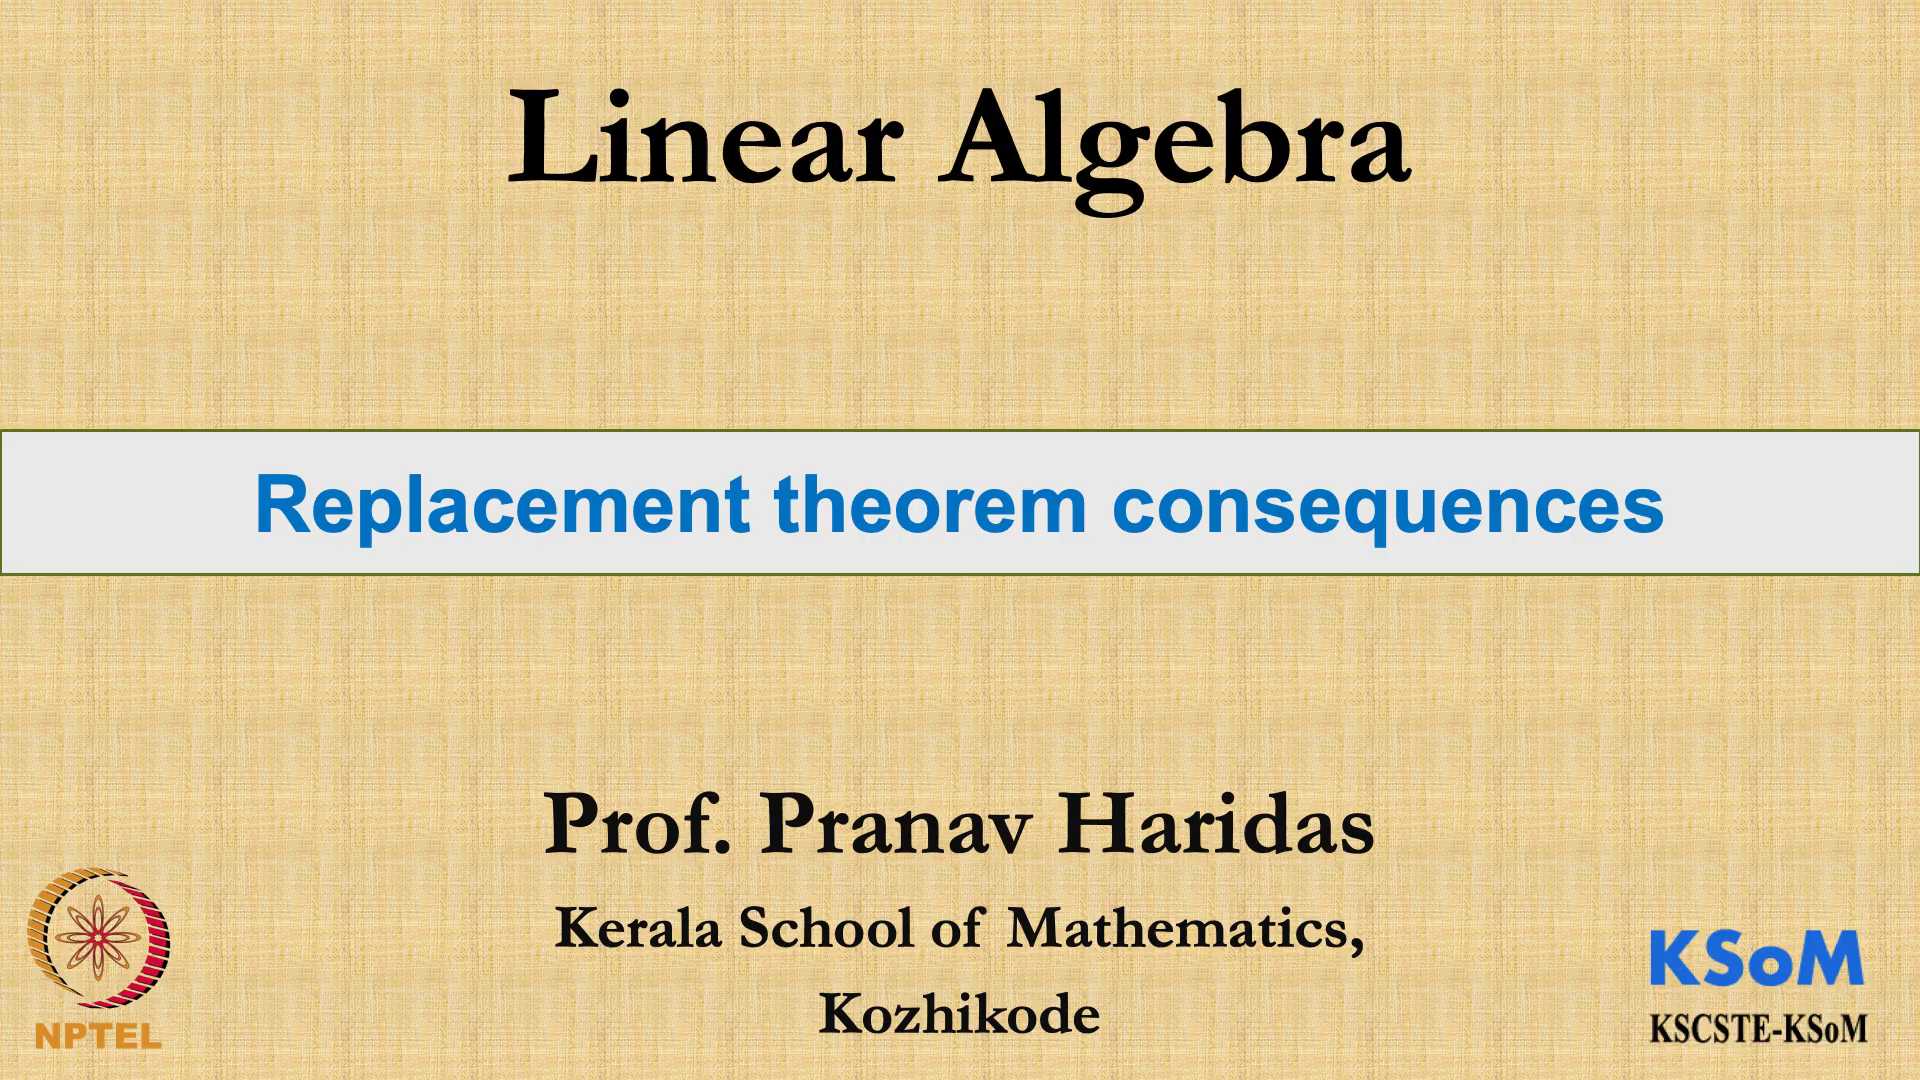 Linear Algebra
Replacement theorem consequences
Prof. Pranav Haridas
Kerala School of Mathematics,
Kozhikode
NPTEL
KSoM
KSCSTE-KSoM